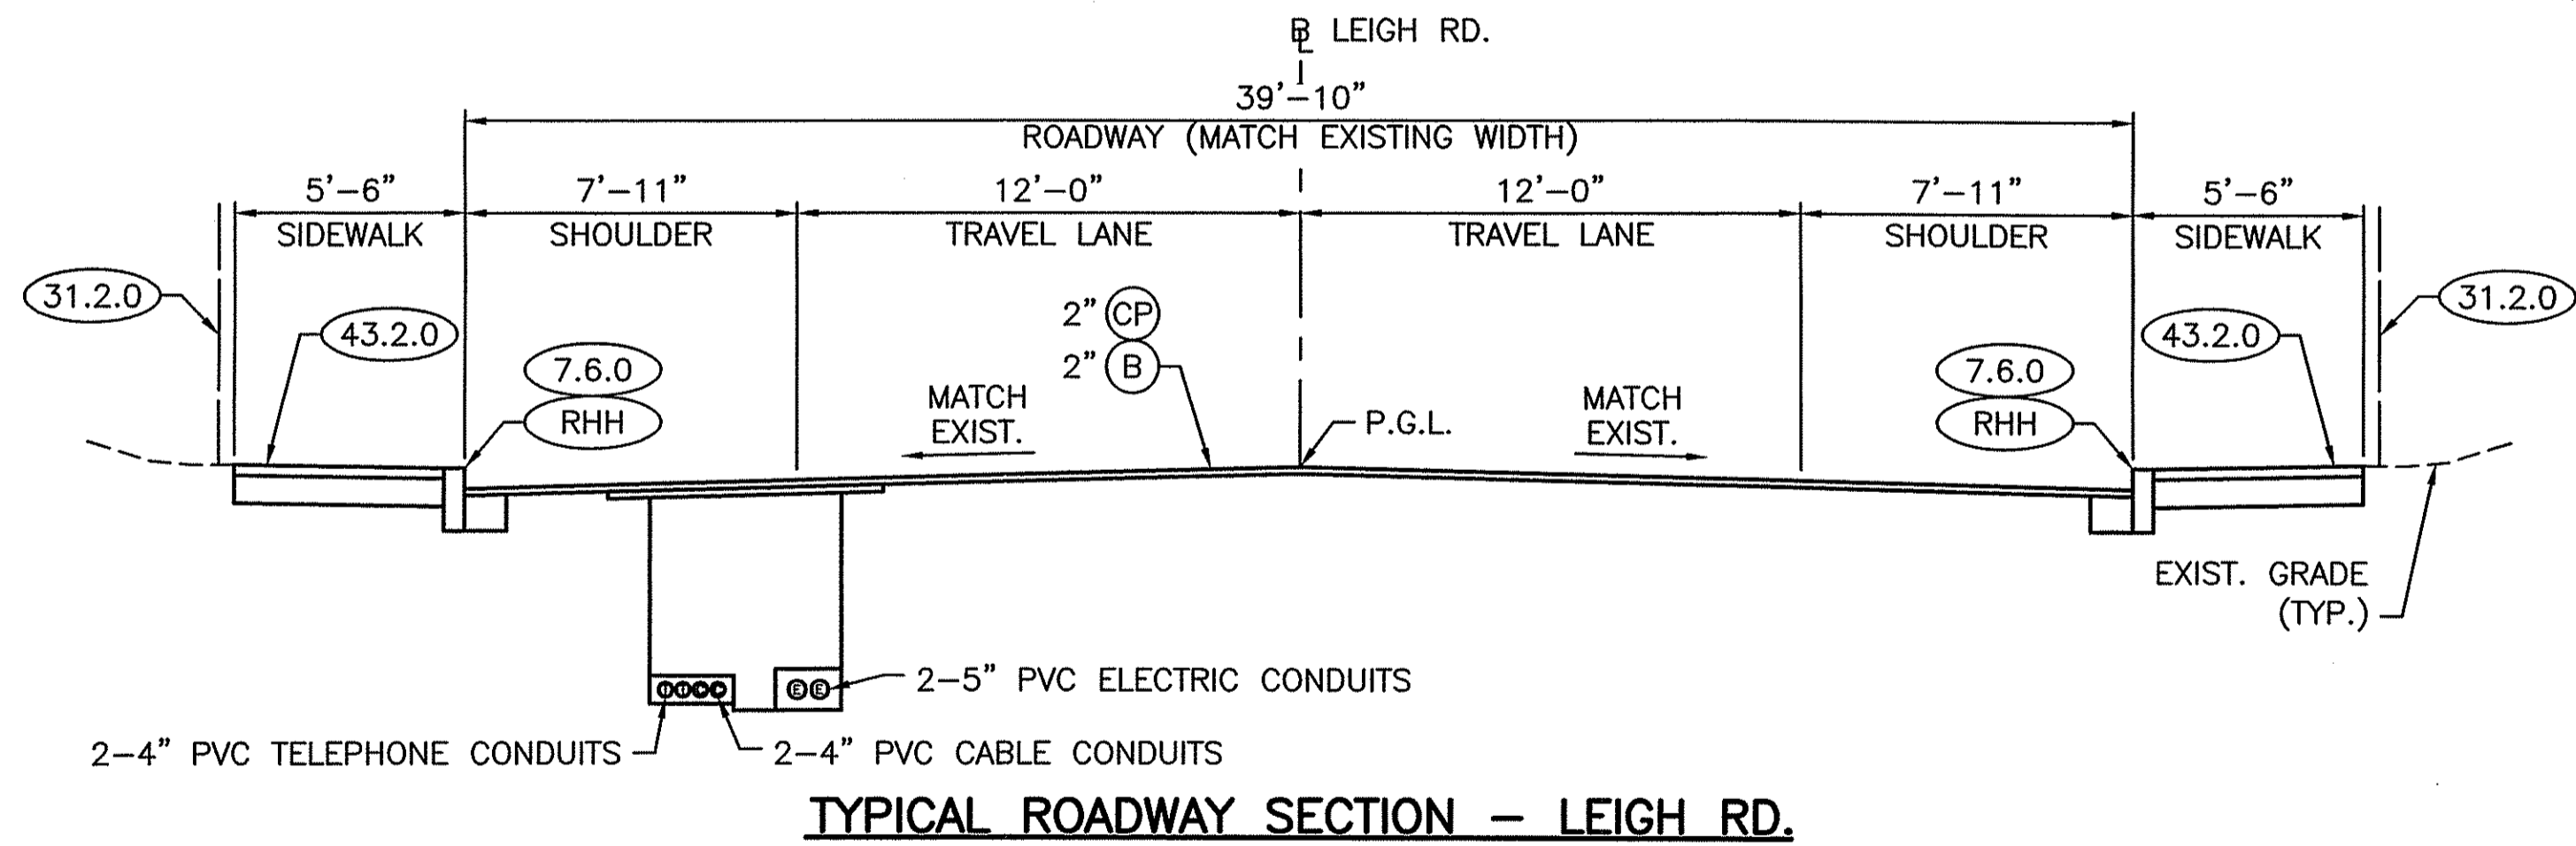 BL LEIGH RD.
39'-10"
ROADWAY (MATCH EXISTING WIDTH)
5'-6" 7'-11" 12'-0" 12'-0" 7'-11" 5'-6"
SIDEWALK SHOULDER TRAVEL LANE TRAVEL LANE SHOULDER SIDEWALK
31.2.0 31.2.0
43.2.0 2" CP 43.2.0
7.6.0 2" B 7.6.0
RHH MATCH MATCH RHH
EXIST. P.G.L. EXIST.
EXIST. GRADE
(TYP.)
T T C C E E 2-5" PVC ELECTRIC CONDUITS
2-4" PVC TELEPHONE CONDUITS 2-4" PVC CABLE CONDUITS
TYPICAL ROADWAY SECTION - LEIGH RD.